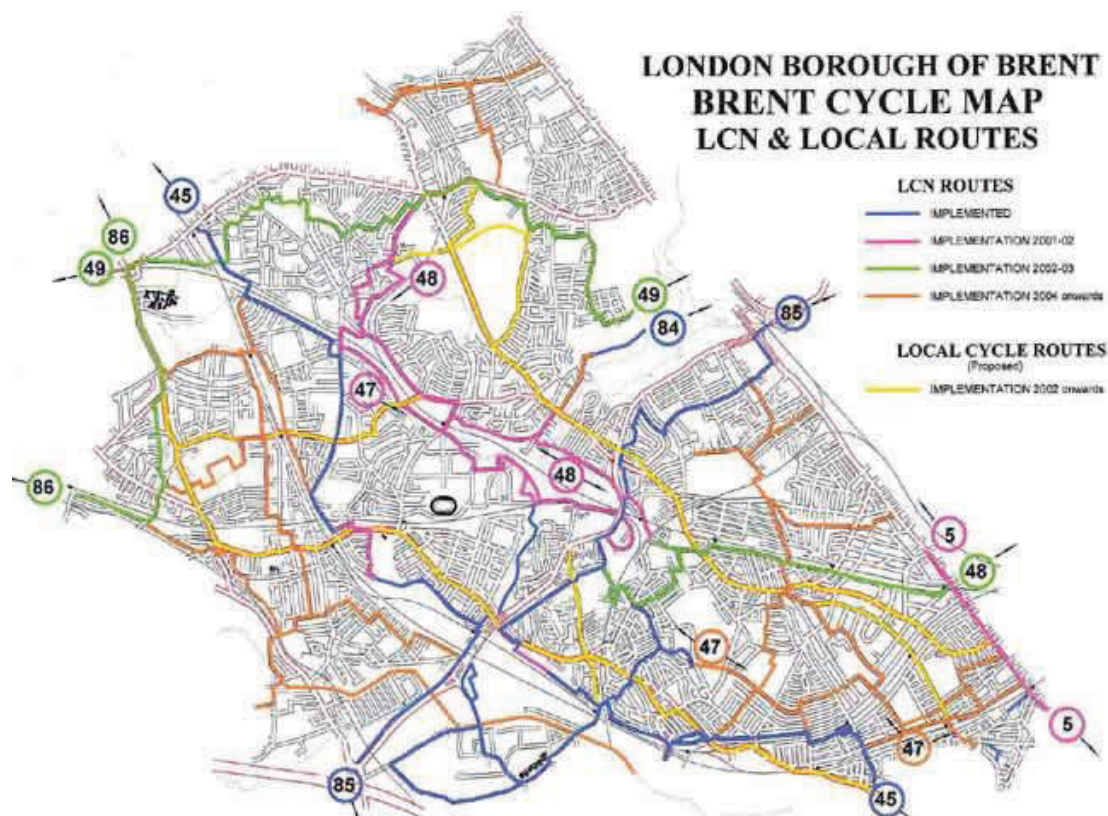 LONDON BOROUGH OF BRENT
BRENT CYCLE MAP
LCN & LOCAL ROUTES
LCN ROUTES
IMPLEMENTED
IMPLEMENTATION 2001-02
IMPLEMENTATION 2002-03
IMPLEMENTATION 2004 onwards
LOCAL CYCLE ROUTES
(Proposed)
IMPLEMENTATION 2002 onwards
45
86
49
48
49
84
85
47
86
48
5
48
47
5
47
85
45